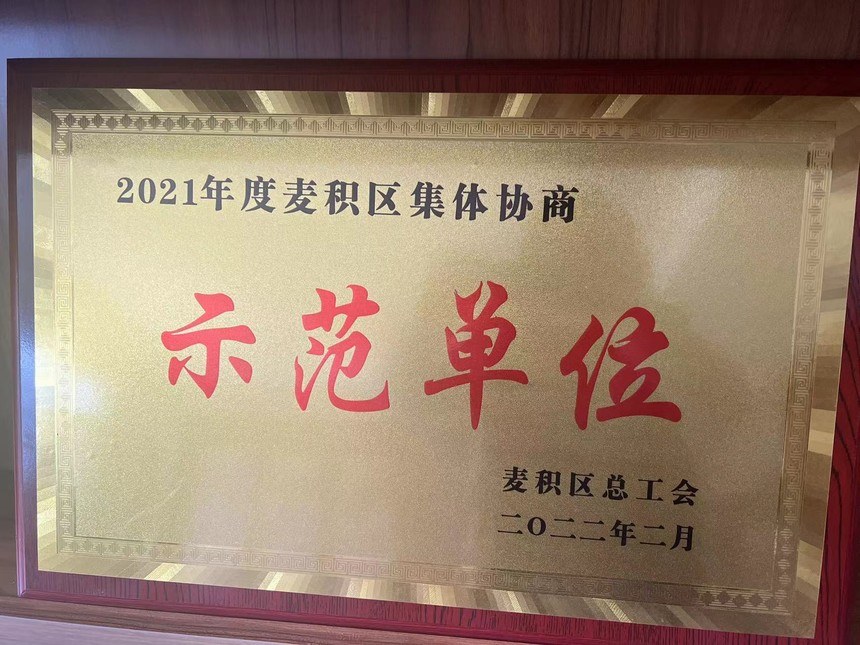 2021年度麦积区集体协商
示范单位
麦积区总工会
二〇二二年二月